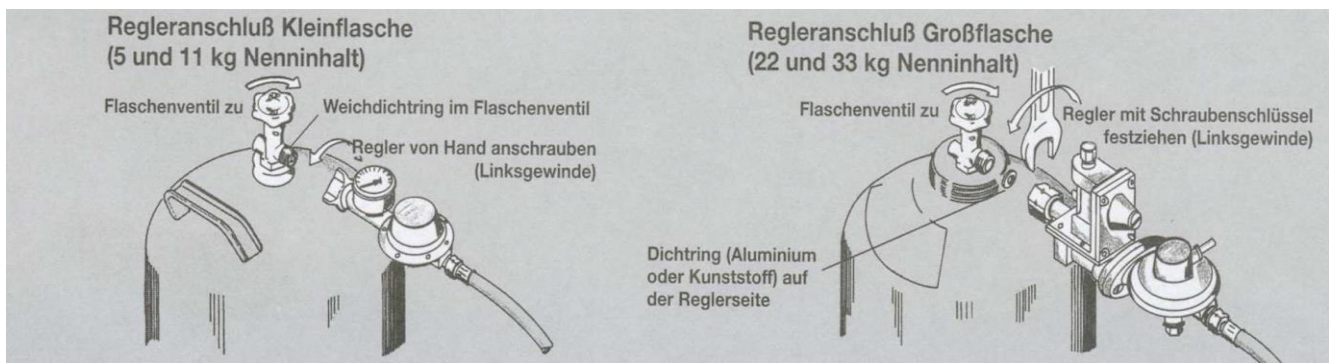 Regleranschluß Kleinflasche
(5 und 11 kg Nenninhalt)
Flaschenventil zu
Weichdichtring im Flaschenventil
Regler von Hand anschrauben
(Linksgewinde)
Regleranschluß Großflasche
(22 und 33 kg Nenninhalt)
Flaschenventil zu
Regler mit Schraubenschlüssel
festziehen (Linksgewinde)
Dichtring (Aluminium
oder Kunststoff) auf
der Reglerseite